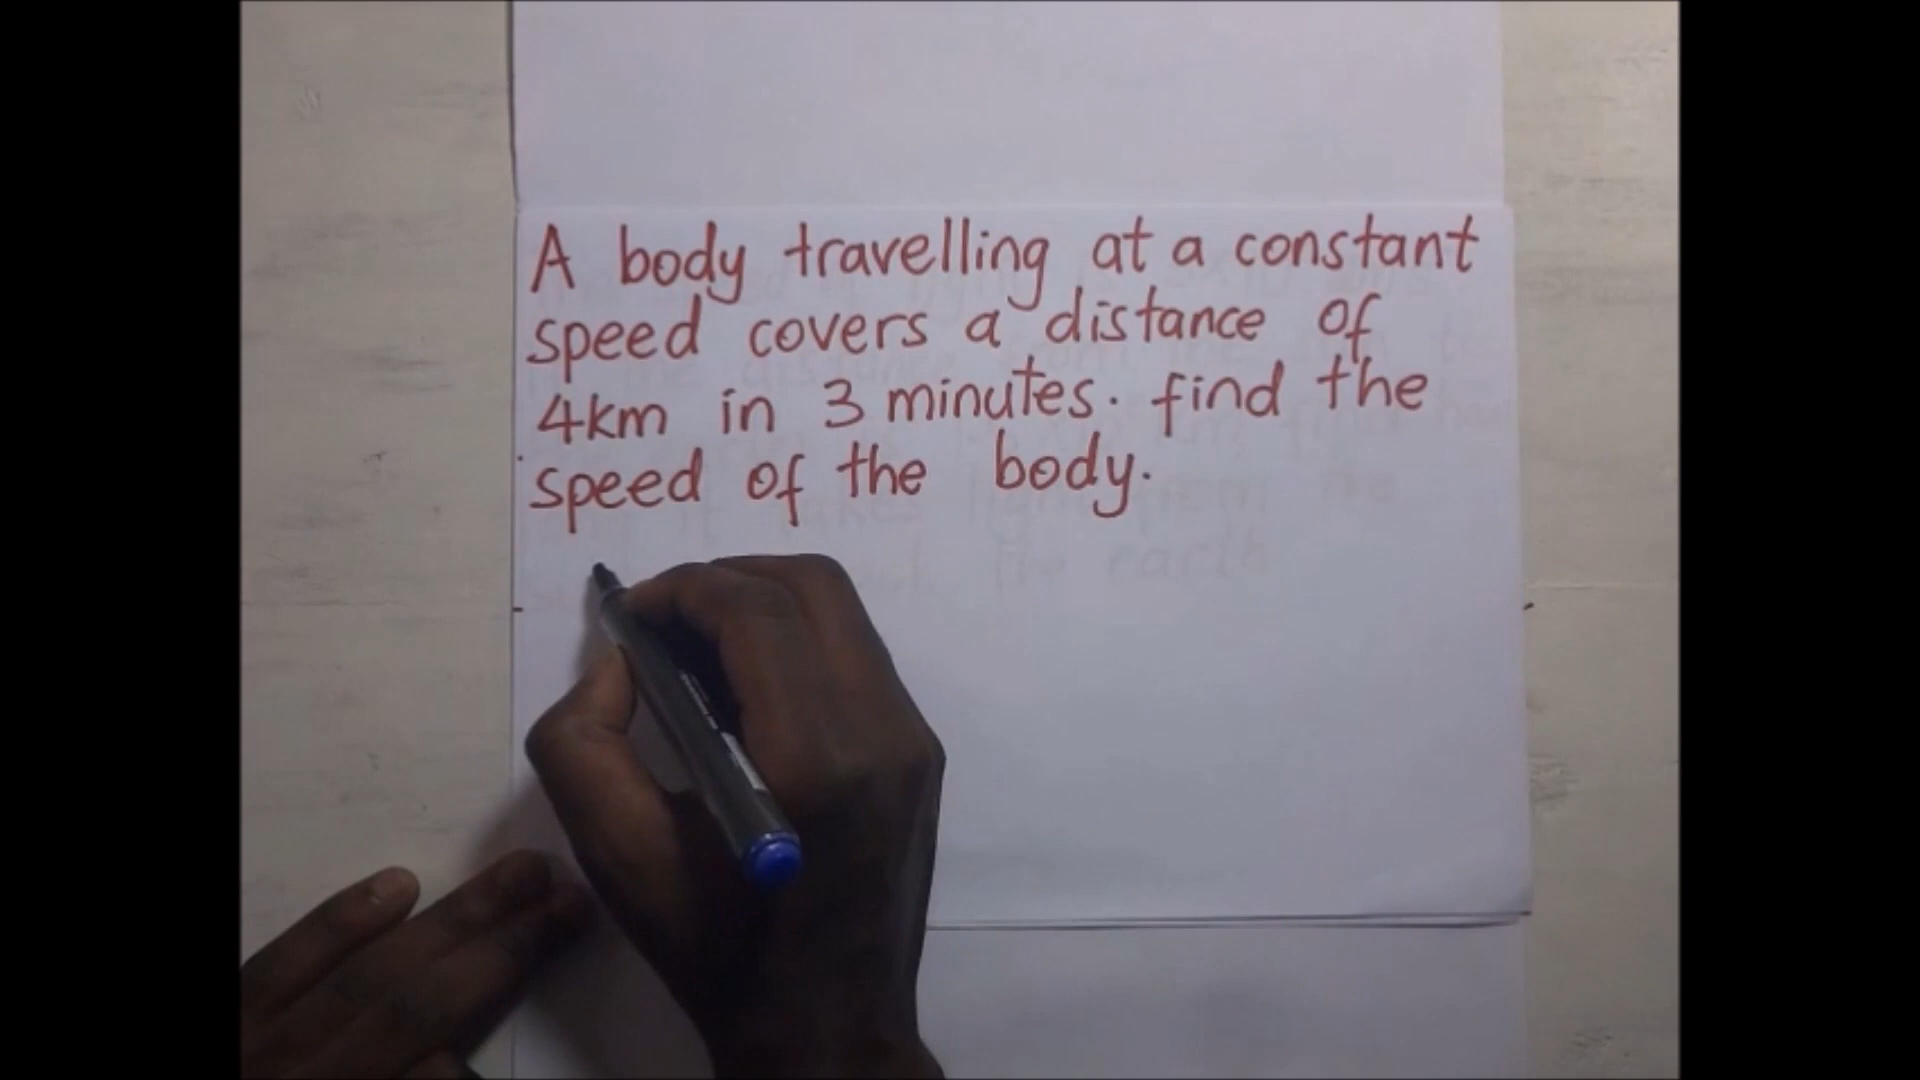 A body travelling at a constant
speed covers a distance of
4km in 3 minutes. find the
speed of the body.